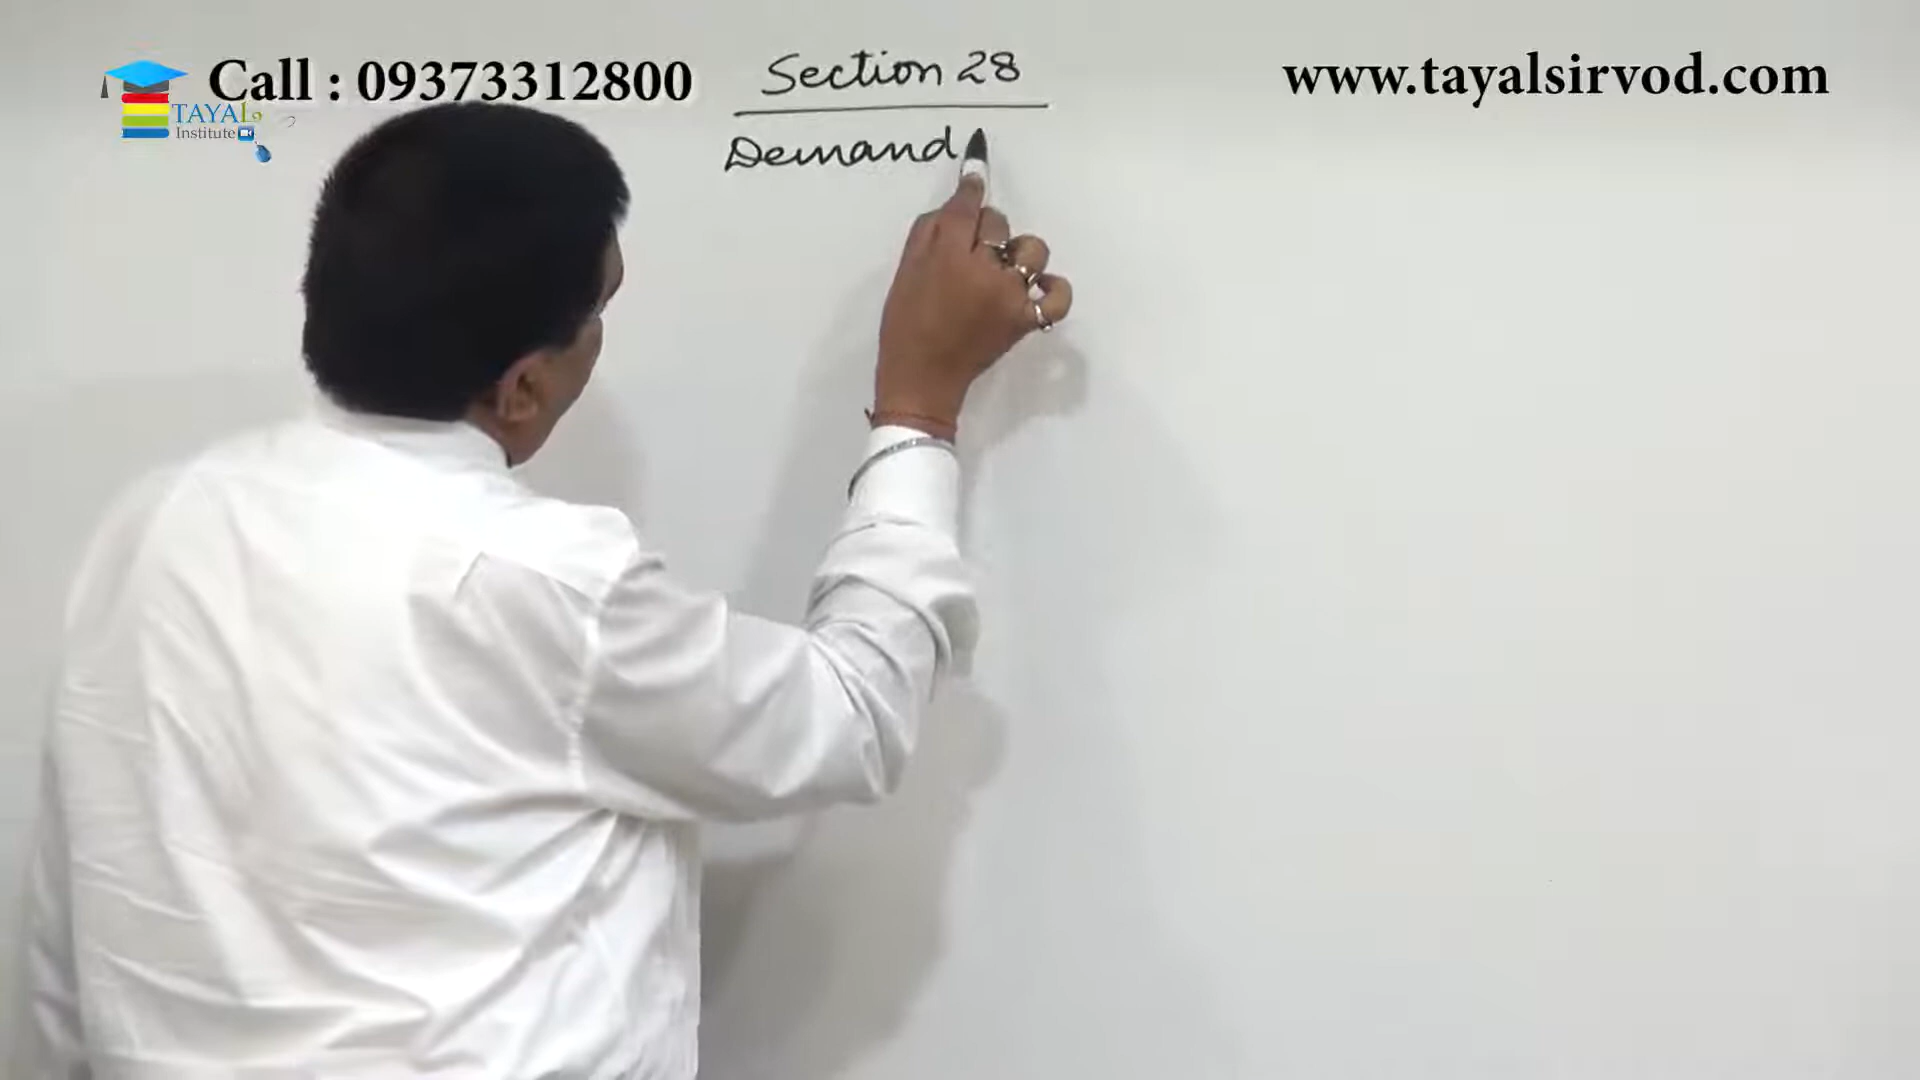 Call : 09373312800
www.tayalsirvod.com
TAYAL
Institute
Section 28
Demand